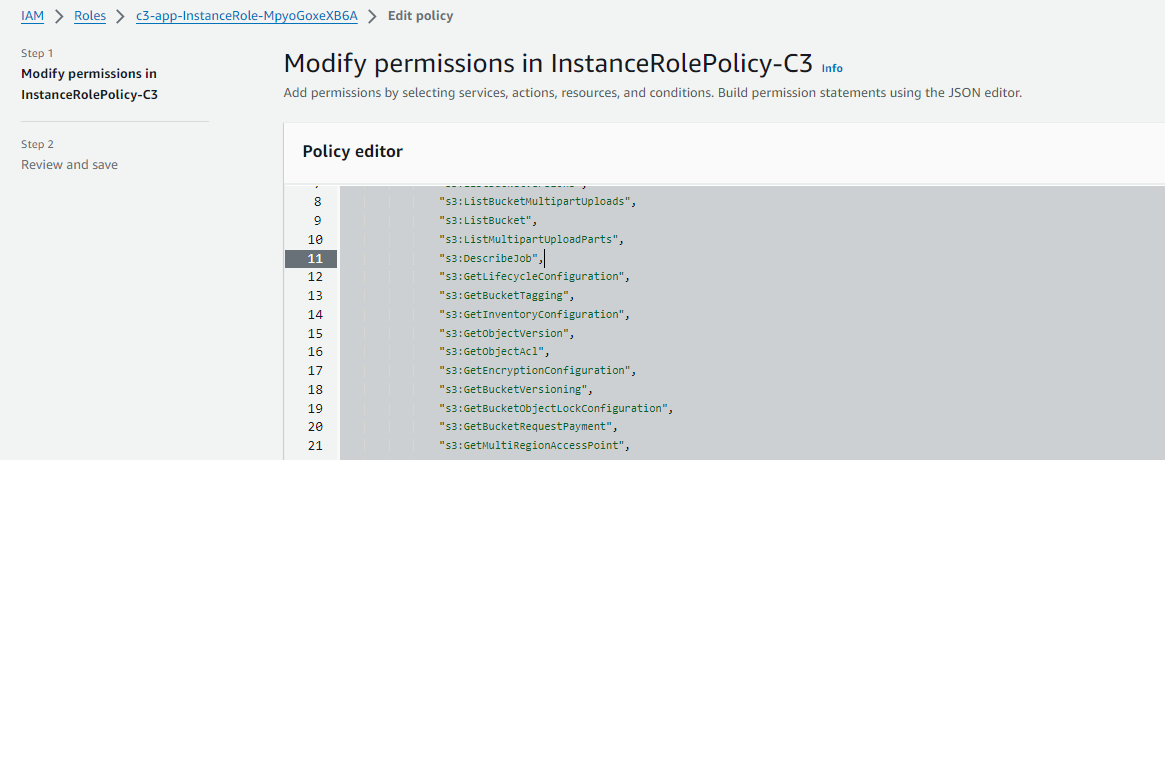 IAM > Roles > c3-app-InstanceRole-MpyoGoxeXB6A > Edit policy
Step 1
Modify permissions in
InstanceRolePolicy-C3
Step 2
Review and save
Modify permissions in InstanceRolePolicy-C3 Info
Add permissions by selecting services, actions, resources, and conditions. Build permission statements using the JSON editor.
Policy editor
8 "s3:ListBucketMultipartUploads",
9 "s3:ListBucket",
10 "s3:ListMultipartUploadParts",
11 "s3:DescribeJob",
12 "s3:GetLifecycleConfiguration",
13 "s3:GetBucketTagging",
14 "s3:GetInventoryConfiguration",
15 "s3:GetObjectVersion",
16 "s3:GetObjectAcl",
17 "s3:GetEncryptionConfiguration",
18 "s3:GetBucketVersioning",
19 "s3:GetBucketObjectLockConfiguration",
20 "s3:GetBucketRequestPayment",
21 "s3:GetMultiRegionAccessPoint",